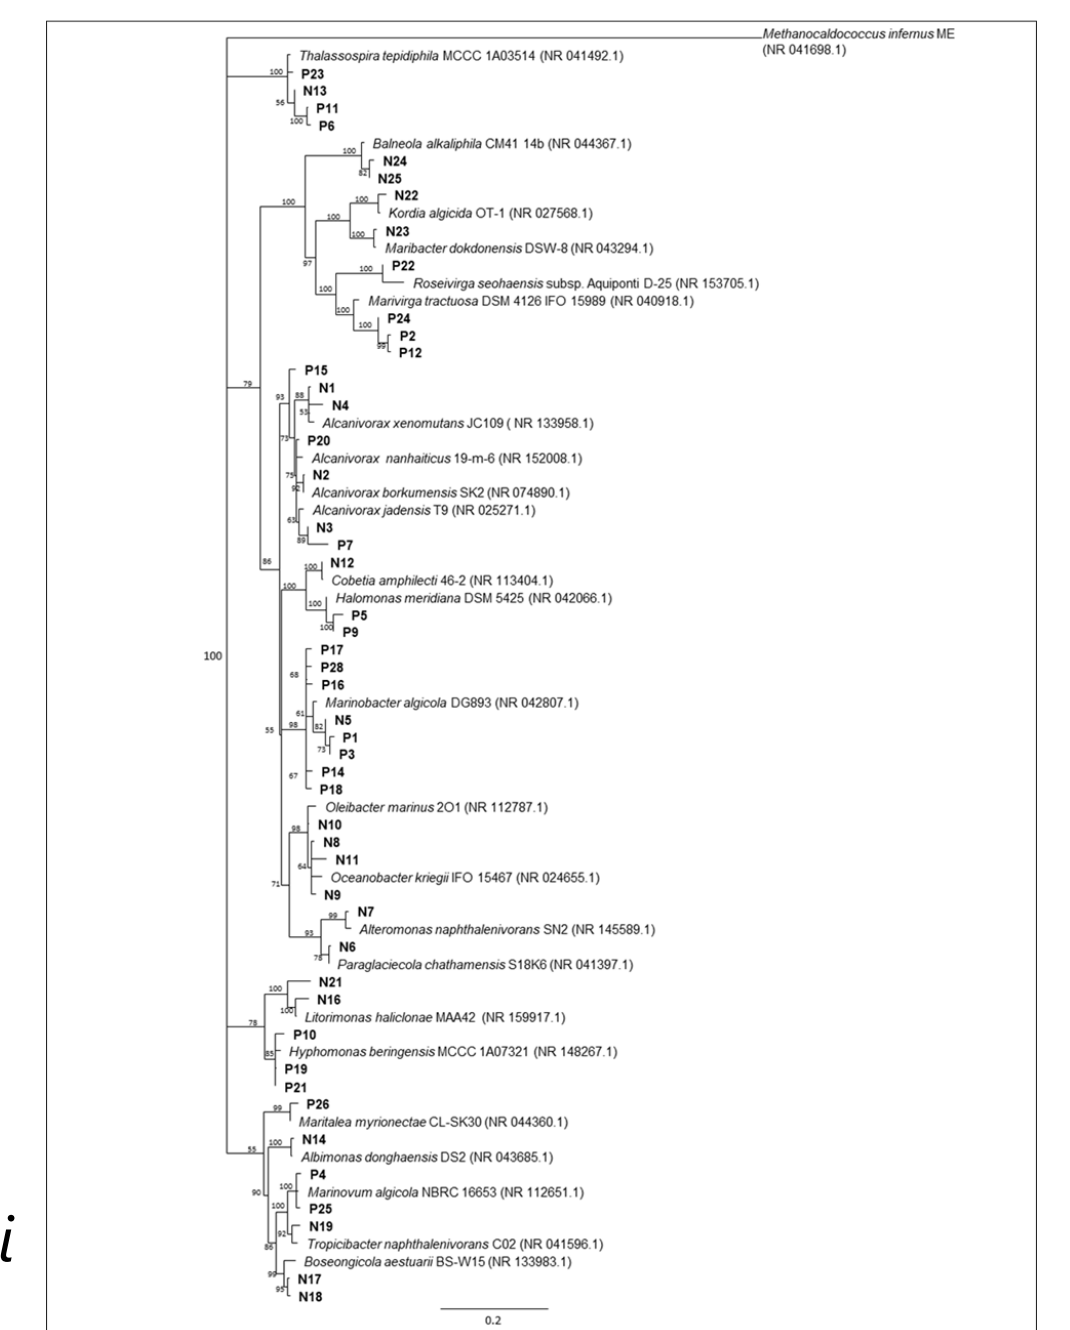 Methanocaldococcus infernus ME
(NR 041698.1)
Thalassospira tepidiphila MCCC 1A03514 (NR 041492.1)
100
P23
N13
56
P11
100
P6
Balneola alkaliphila CM41 14b (NR 044367.1)
100
N24
82
N25
N22
100
100
Kordia algicida OT-1 (NR 027568.1)
100
N23
100
Maribacter dokdonensis DSW-8 (NR 043294.1)
97
P22
100
Roseivirga seohaensis subsp. Aquiponti D-25 (NR 153705.1)
100
Marivirga tractuosa DSM 4126 IFO 15989 (NR 040918.1)
100
P24
100
P2
99
P12
P15
79
N1
93
88
N4
53
Alcanivorax xenomutans JC109 ( NR 133958.1)
73
P20
Alcanivorax nanhaiticus 19-m-6 (NR 152008.1)
75
N2
92
Alcanivorax borkumensis SK2 (NR 074890.1)
Alcanivorax jadensis T9 (NR 025271.1)
63
N3
89
P7
86
N12
100
Cobetia amphilecti 46-2 (NR 113404.1)
100
Halomonas meridiana DSM 5425 (NR 042066.1)
100
P5
100
P9
P17
100
P28
68
P16
Marinobacter algicola DG893 (NR 042807.1)
61
N5
55
98
82
P1
73
P3
P14
67
P18
Oleibacter marinus 2O1 (NR 112787.1)
N10
98
N8
N11
64
Oceanobacter kriegii IFO 15467 (NR 024655.1)
71
N9
N7
99
Alteromonas naphthalenivorans SN2 (NR 145589.1)
93
N6
78
Paraglaciecola chathamensis S18K6 (NR 041397.1)
N21
100
N16
100
Litorimonas haliclonae MAA42 (NR 159917.1)
78
P10
85
Hyphomonas beringensis MCCC 1A07321 (NR 148267.1)
P19
P21
P26
99
Maritalea myrionectae CL-SK30 (NR 044360.1)
N14
55
100
Albimonas donghaensis DS2 (NR 043685.1)
P4
100
90
Marinovum algicola NBRC 16653 (NR 112651.1)
100
P25
N19
92
i
86
Tropicibacter naphthalenivorans C02 (NR 041596.1)
Boseongicola aestuarii BS-W15 (NR 133983.1)
99
N17
95
N18
0.2